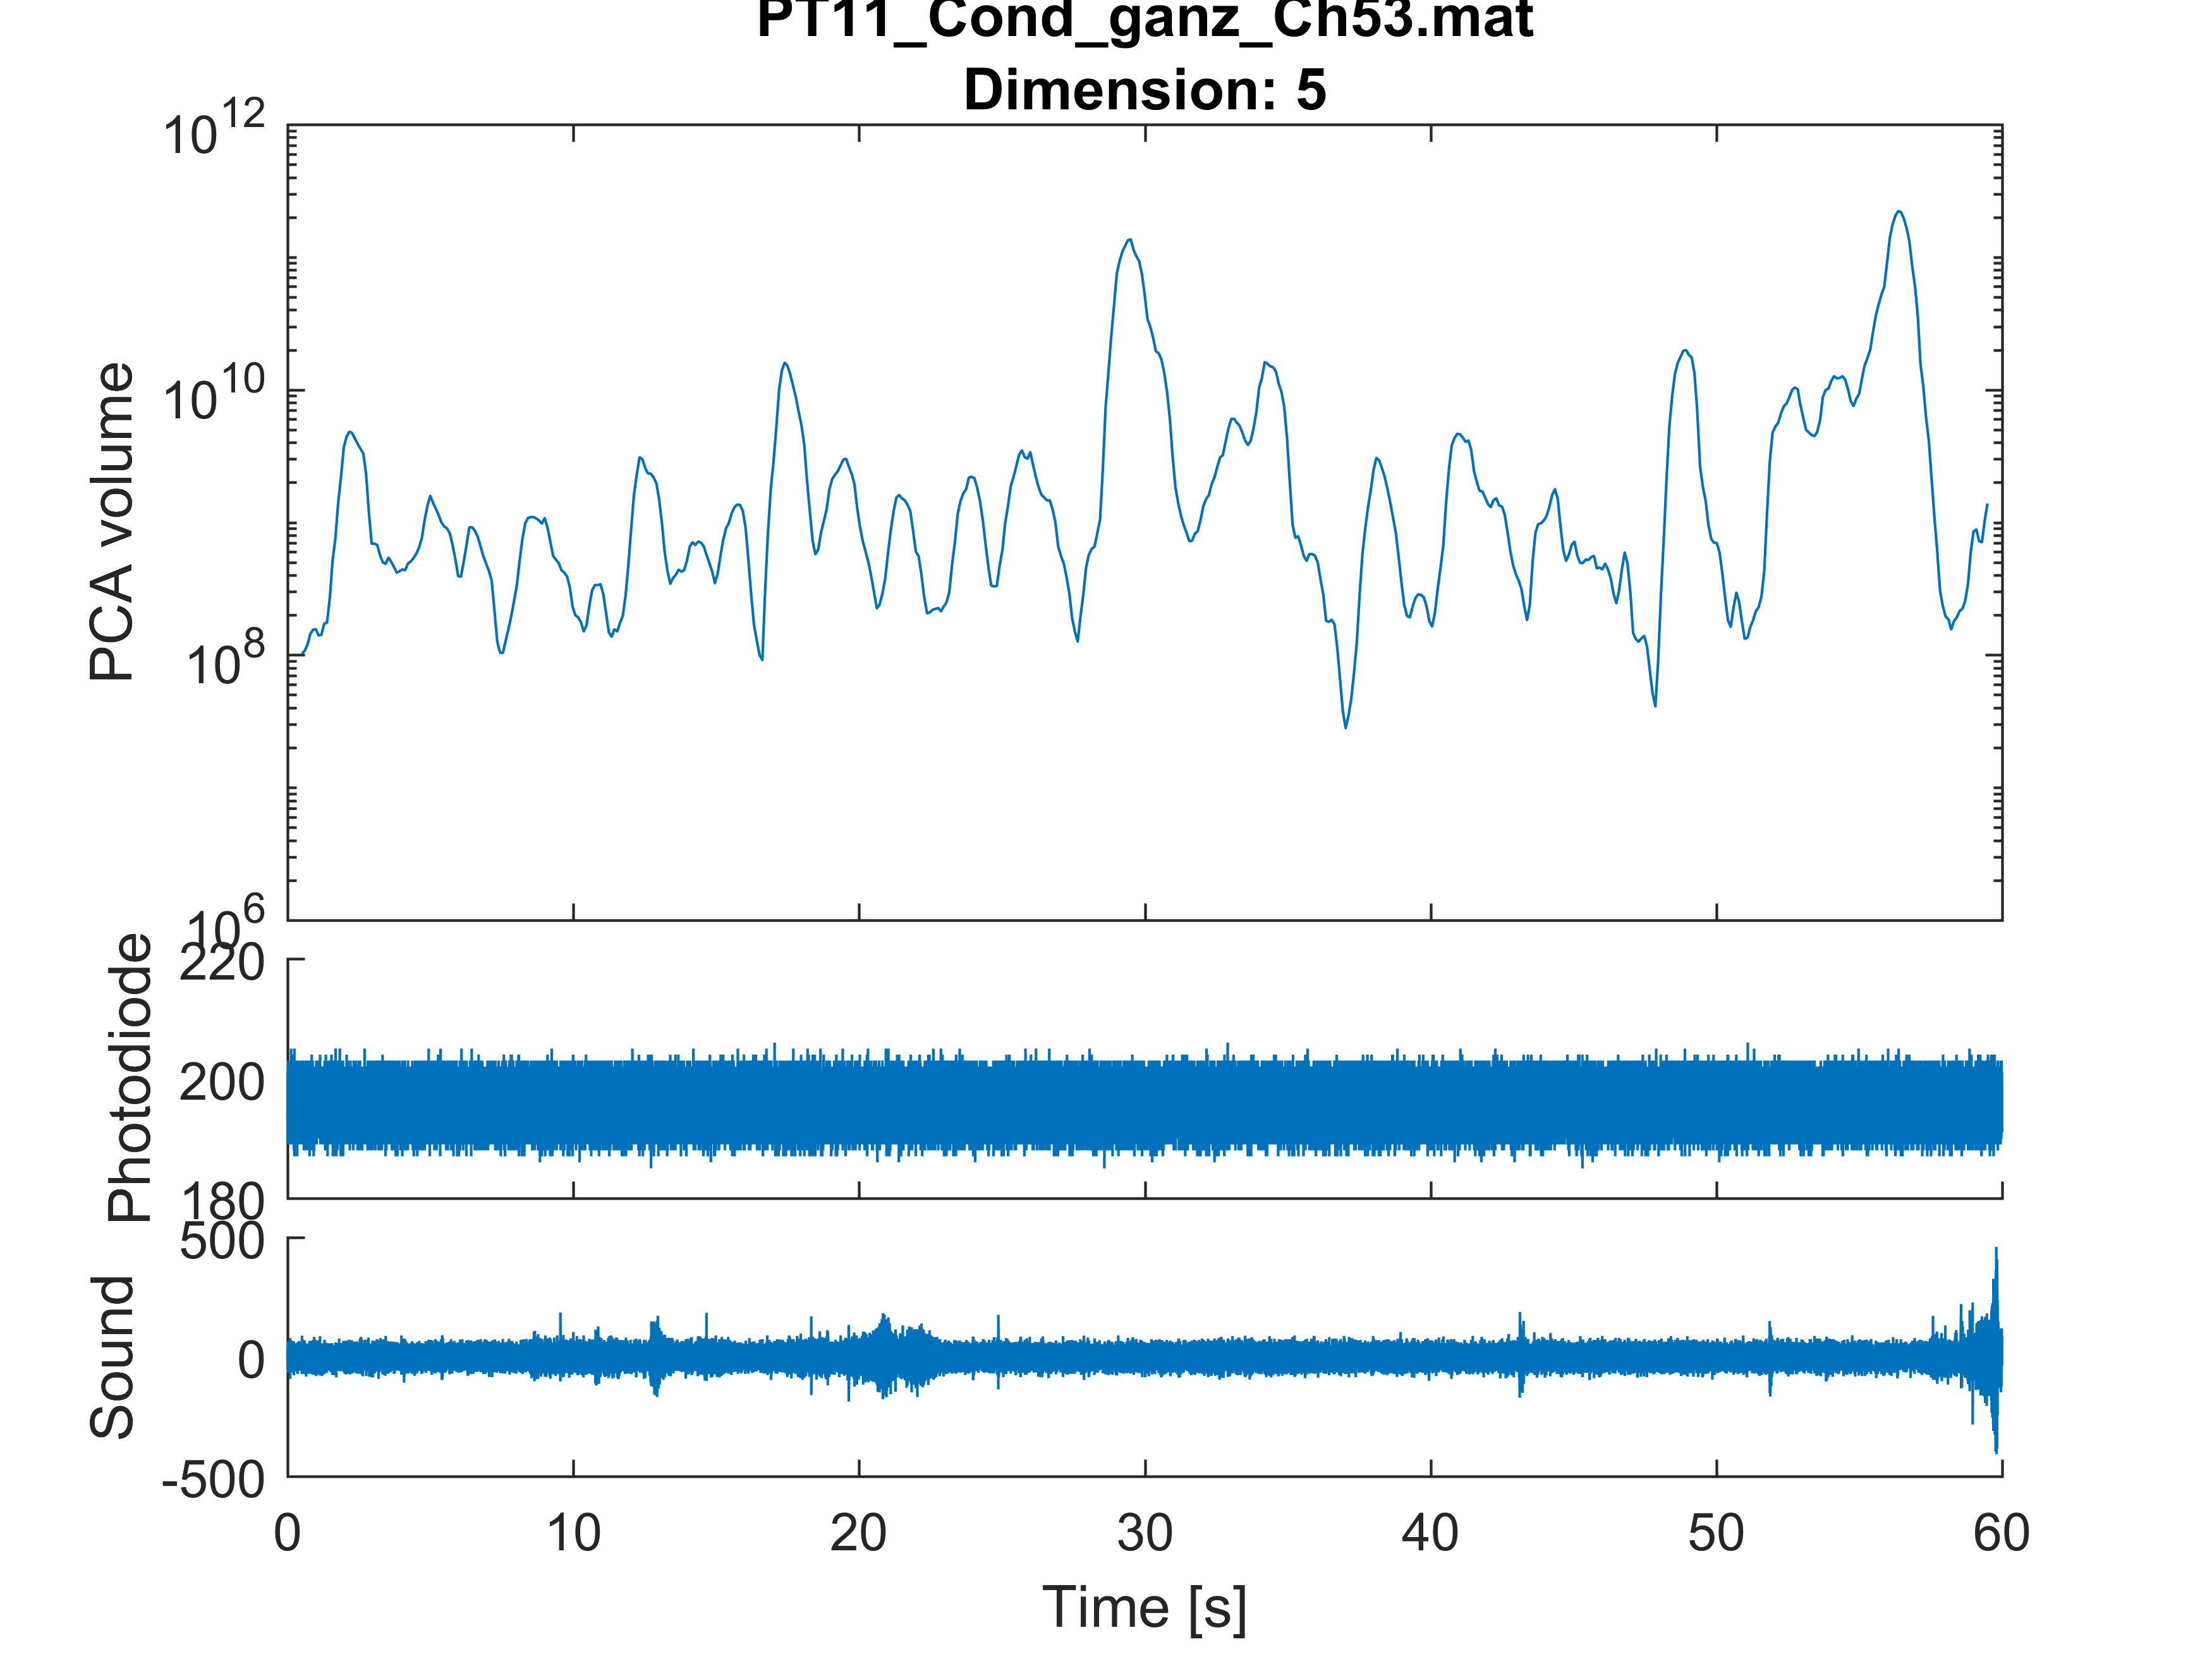 PT11_Cond_ganz_Ch53.mat
Dimension: 5
10^12
10^10
10^8
10^6
PCA volume
220
200
180
Photodiode
500
0
-500
Sound
0 10 20 30 40 50 60
Time [s]